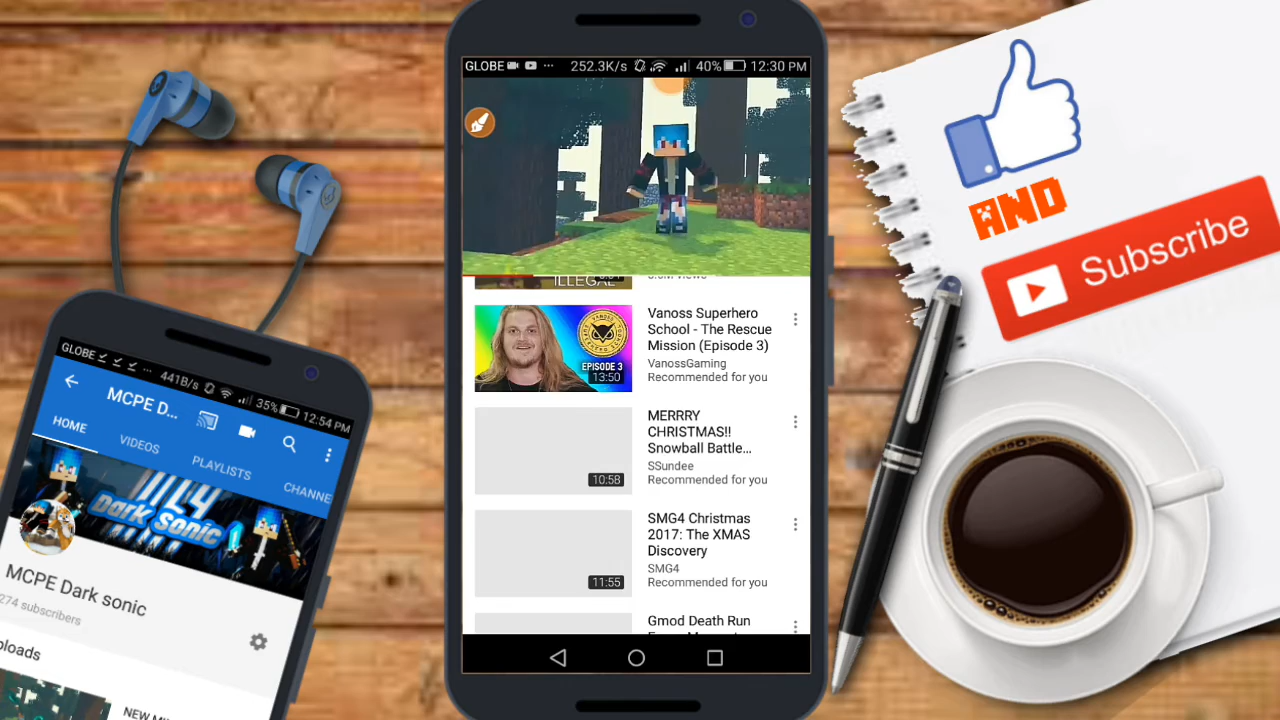 GLOBE ... 252.3K/s 40% 12:30 PM
ILLEGAL
Vanoss Superhero
School - The Rescue
Mission (Episode 3)
VanossGaming
Recommended for you
EPISODE 3
13:50
MERRRY
CHRISTMAS!!
Snowball Battle...
SSundee
Recommended for you
10:58
SMG4 Christmas
2017: The XMAS
Discovery
SMG4
Recommended for you
11:55
Gmod Death Run
AND
Subscribe
GLOBE ... 441B/s 35% 12:54 PM
MCPE D...
HOME VIDEOS PLAYLISTS CHANNE
Dark Sonic
MCPE Dark sonic
274 subscribers
ploads